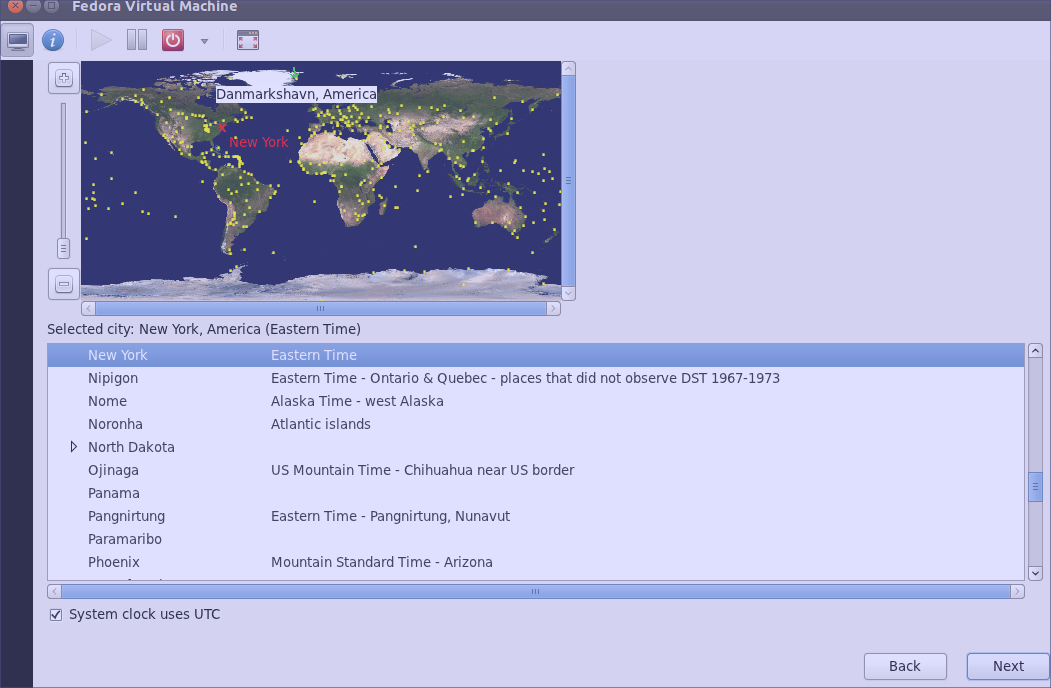 Fedora Virtual Machine
Danmarkshavn, America
New York
Selected city: New York, America (Eastern Time)
New York Eastern Time
Nipigon Eastern Time - Ontario & Quebec - places that did not observe DST 1967-1973
Nome Alaska Time - west Alaska
Noronha Atlantic islands
North Dakota
Ojinaga US Mountain Time - Chihuahua near US border
Panama
Pangnirtung Eastern Time - Pangnirtung, Nunavut
Paramaribo
Phoenix Mountain Standard Time - Arizona
System clock uses UTC
Back Next